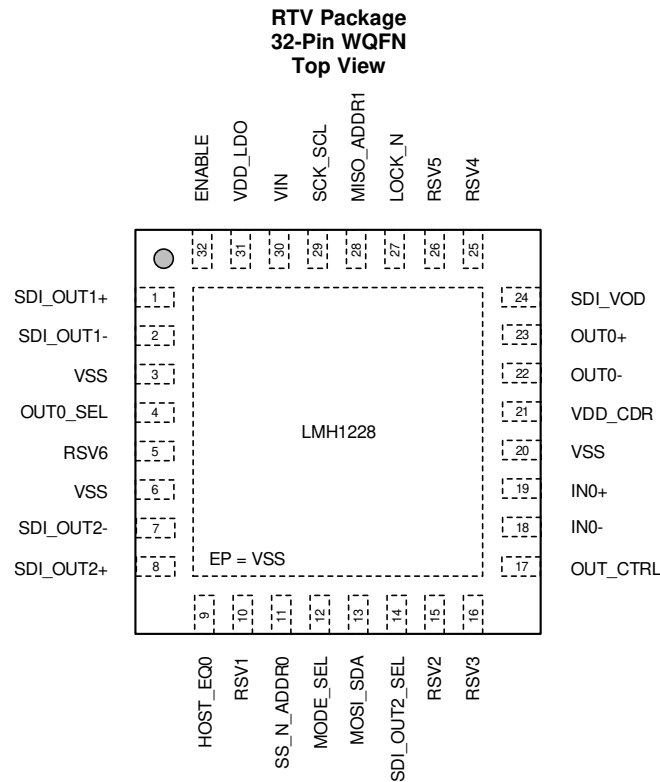 RTV Package
32-Pin WQFN
Top View
ENABLE
VDD_LDO
VIN
SCK_SCL
MISO_ADDR1
LOCK_N
RSV5
RSV4
32
31
30
29
28
27
26
25
SDI_OUT1+ 1
SDI_OUT1- 2
VSS 3
OUT0_SEL 4
RSV6 5
VSS 6
SDI_OUT2- 7
SDI_OUT2+ 8
LMH1228
EP = VSS
24 SDI_VOD
23 OUT0+
22 OUT0-
21 VDD_CDR
20 VSS
19 IN0+
18 IN0-
17 OUT_CTRL
9
10
11
12
13
14
15
16
HOST_EQ0
RSV1
SS_N_ADDR0
MODE_SEL
MOSI_SDA
SDI_OUT2_SEL
RSV2
RSV3